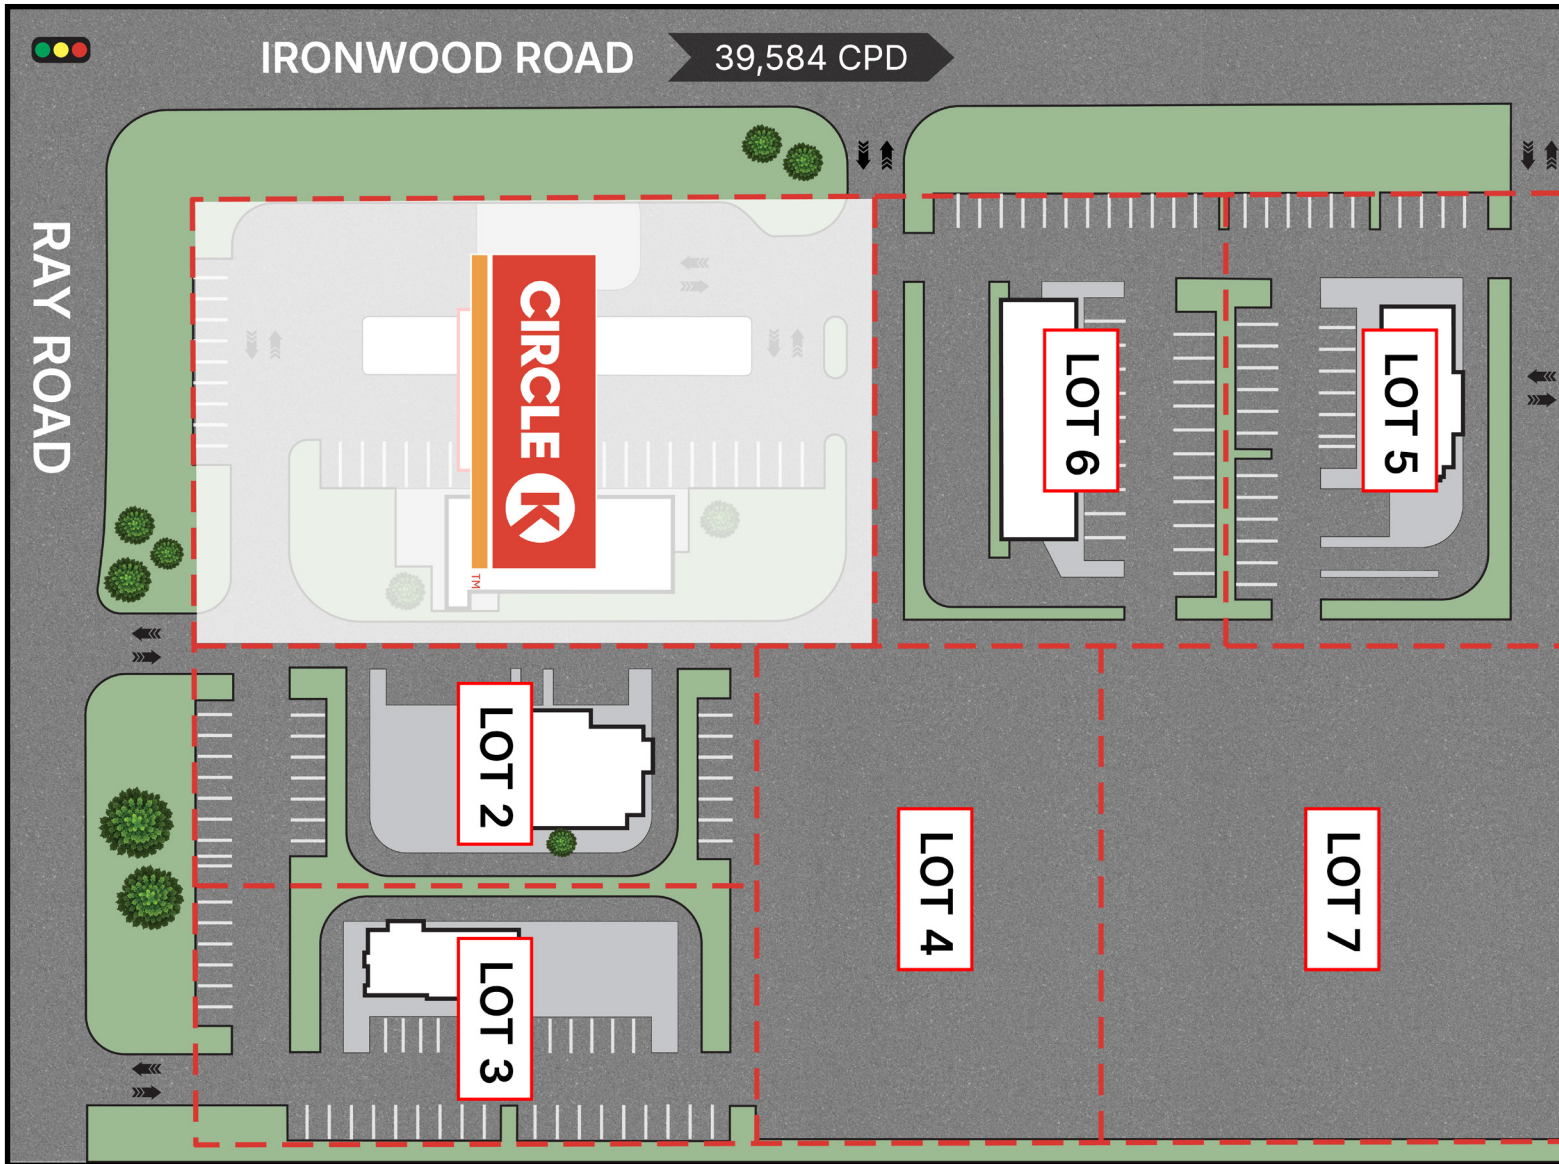 IRONWOOD ROAD
39,584 CPD
RAY ROAD
CIRCLE K
TM
LOT 6
LOT 5
LOT 2
LOT 4
LOT 7
LOT 3